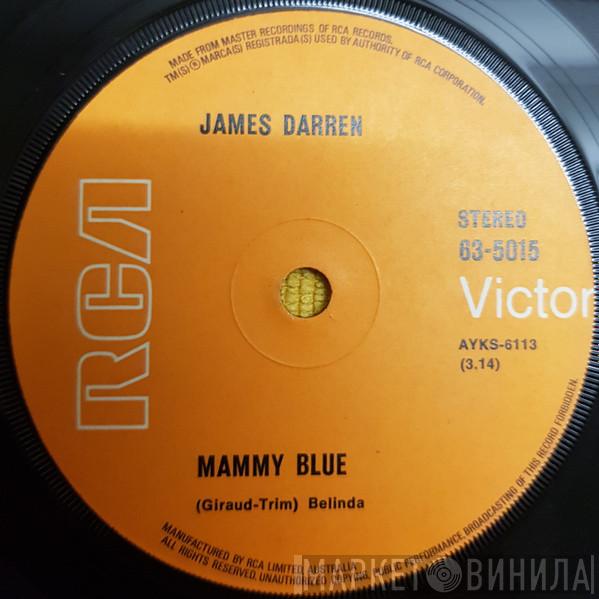 MADE FROM MASTER RECORDINGS OF RCA RECORDS.
TM(S)® MARCA(S) REGISTRADA(S) USED BY AUTHORITY OF RCA CORPORATION.
JAMES DARREN
RCA
STEREO
63-5015
Victor
AYKS-6113
(3.14)
MAMMY BLUE
(Giraud-Trim) Belinda
MANUFACTURED BY RCA LIMITED, AUSTRALIA.
ALL RIGHTS RESERVED, UNAUTHORIZED COPYING, PUBLIC PERFORMANCE, BROADCASTING OF THIS RECORD FORBIDDEN.
МАРКЕТ ВИНИЛА